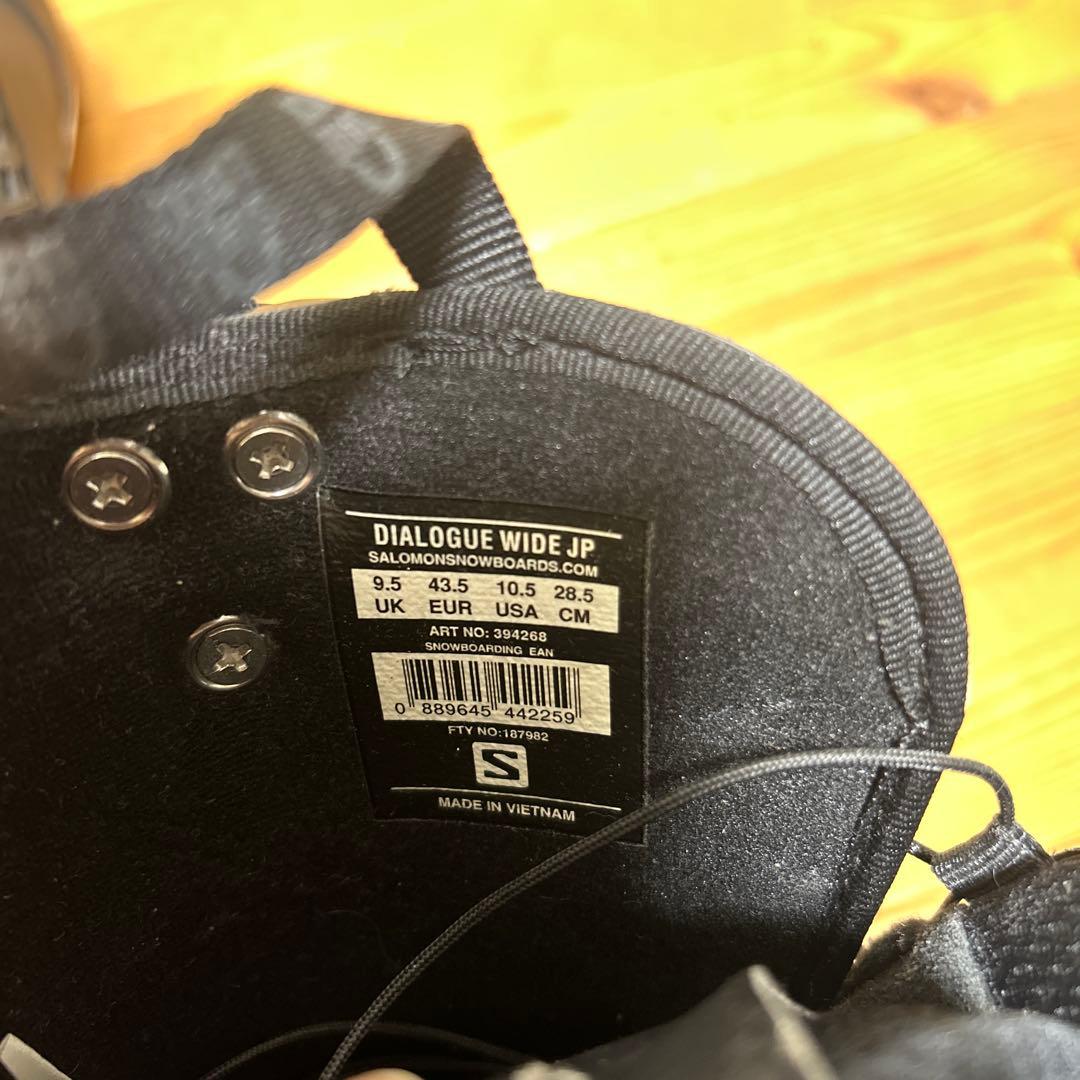 DIALOGUE WIDE JP
SALOMONSNOWBOARDS.COM
9.5 43.5 10.5 28.5
UK EUR USA CM
ART NO: 394268
SNOWBOARDING EAN
0 889645 442259
FTY NO:187982
S
MADE IN VIETNAM